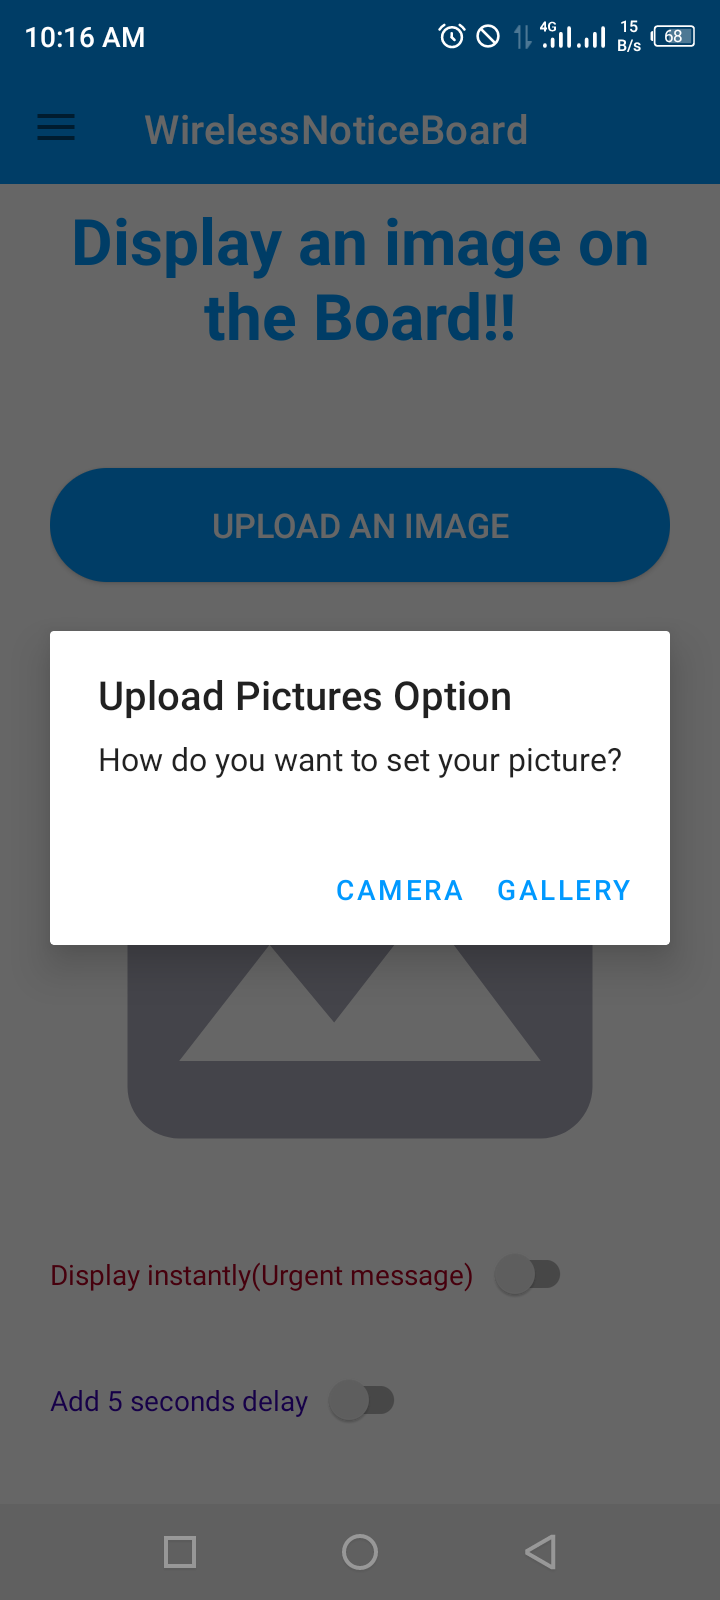 10:16 AM
4G
15
B/s
68
WirelessNoticeBoard
Display an image on
the Board!!
UPLOAD AN IMAGE
Upload Pictures Option
How do you want to set your picture?
CAMERA GALLERY
Display instantly(Urgent message)
Add 5 seconds delay